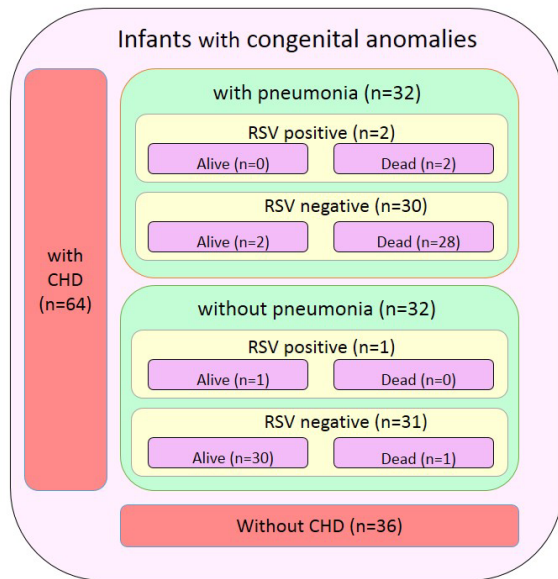 Infants with congenital anomalies
with
CHD
(n=64)
with pneumonia (n=32)
RSV positive (n=2)
Alive (n=0)
Dead (n=2)
RSV negative (n=30)
Alive (n=2)
Dead (n=28)
without pneumonia (n=32)
RSV positive (n=1)
Alive (n=1)
Dead (n=0)
RSV negative (n=31)
Alive (n=30)
Dead (n=1)
Without CHD (n=36)